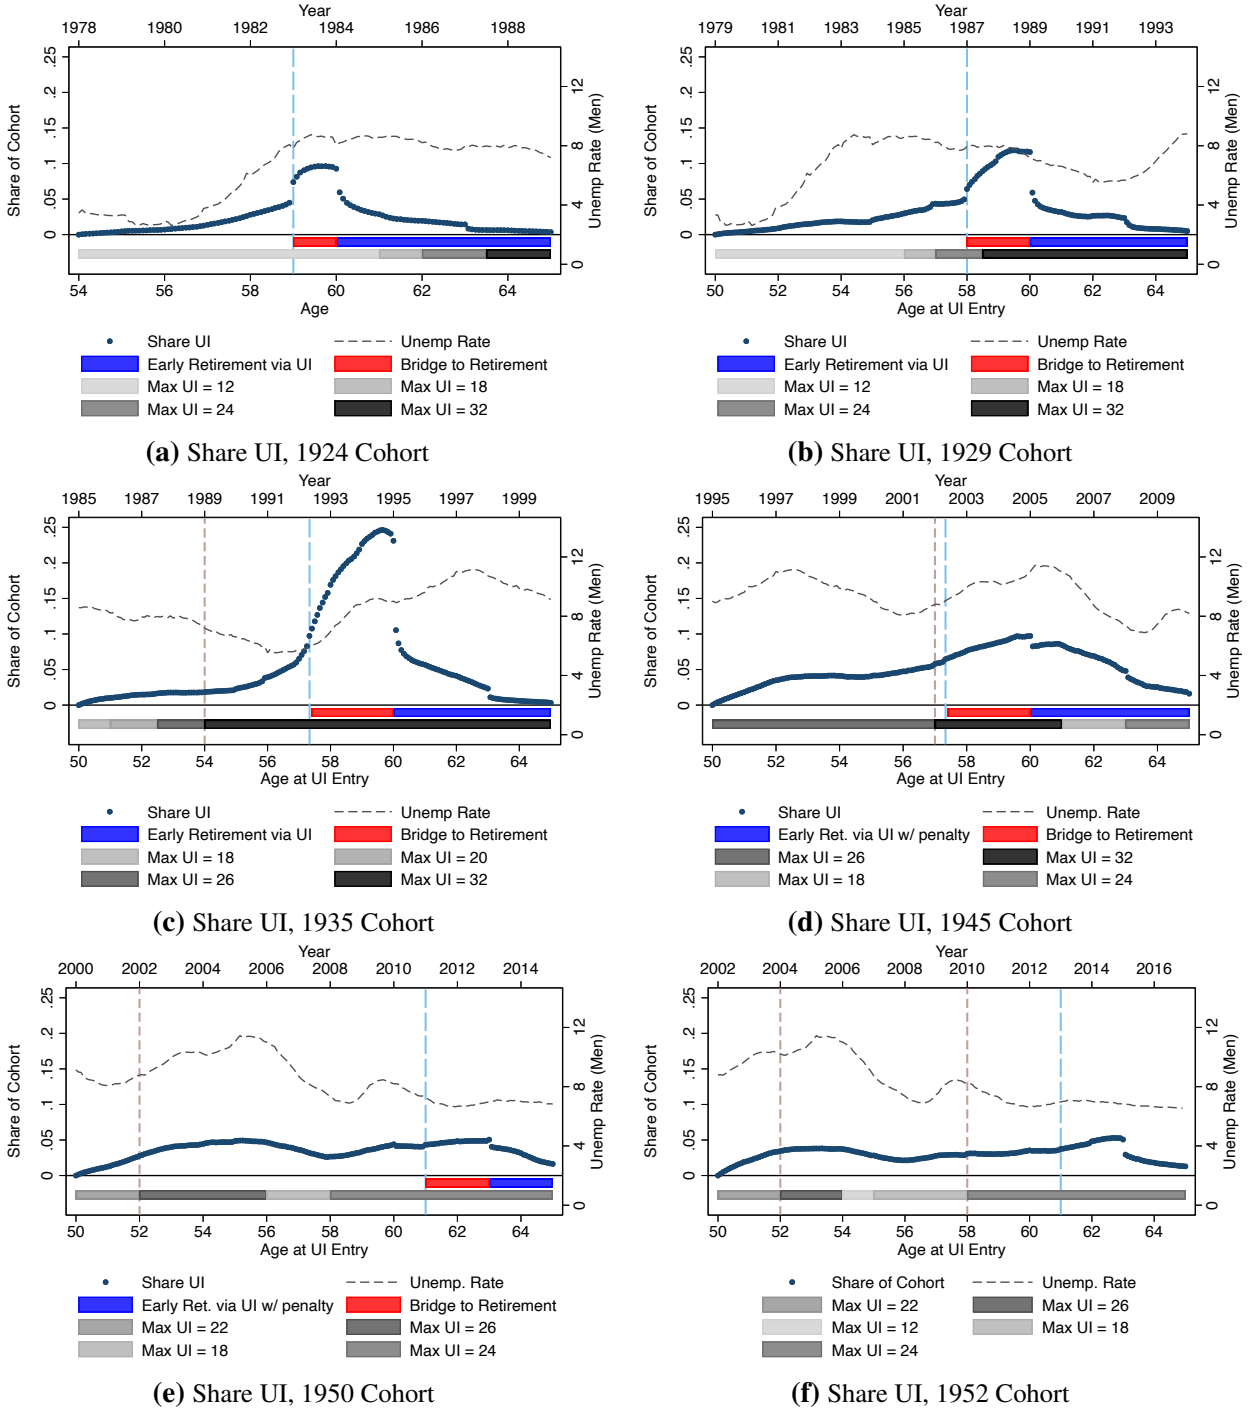 Year
1978 1980 1982 1984 1986 1988
Share of Cohort
0 .05 .1 .15 .2 .25
Unemp Rate (Men)
0 4 8 12
54 56 58 60 62 64
Age
Share UI
Unemp Rate
Early Retirement via UI
Bridge to Retirement
Max UI = 12
Max UI = 18
Max UI = 24
Max UI = 32
(a) Share UI, 1924 Cohort
Year
1979 1981 1983 1985 1987 1989 1991 1993
Share of Cohort
0 .05 .1 .15 .2 .25
Unemp Rate (Men)
0 4 8 12
50 52 54 56 58 60 62 64
Age at UI Entry
Share UI
Unemp Rate
Early Retirement via UI
Bridge to Retirement
Max UI = 12
Max UI = 18
Max UI = 24
Max UI = 32
(b) Share UI, 1929 Cohort
Year
1985 1987 1989 1991 1993 1995 1997 1999
Share of Cohort
0 .05 .1 .15 .2 .25
Unemp Rate (Men)
0 4 8 12
50 52 54 56 58 60 62 64
Age at UI Entry
Share UI
Unemp Rate
Early Retirement via UI
Bridge to Retirement
Max UI = 18
Max UI = 20
Max UI = 26
Max UI = 32
(c) Share UI, 1935 Cohort
Year
1995 1997 1999 2001 2003 2005 2007 2009
Share of Cohort
0 .05 .1 .15 .2 .25
Unemp Rate (Men)
0 4 8 12
50 52 54 56 58 60 62 64
Age at UI Entry
Share UI
Unemp. Rate
Early Ret. via UI w/ penalty
Bridge to Retirement
Max UI = 26
Max UI = 32
Max UI = 18
Max UI = 24
(d) Share UI, 1945 Cohort
Year
2000 2002 2004 2006 2008 2010 2012 2014
Share of Cohort
0 .05 .1 .15 .2 .25
Unemp Rate (Men)
0 4 8 12
50 52 54 56 58 60 62 64
Age at UI Entry
Share UI
Unemp. Rate
Early Ret. via UI w/ penalty
Bridge to Retirement
Max UI = 22
Max UI = 26
Max UI = 18
Max UI = 24
(e) Share UI, 1950 Cohort
Year
2002 2004 2006 2008 2010 2012 2014 2016
Share of Cohort
0 .05 .1 .15 .2 .25
Unemp Rate (Men)
0 4 8 12
50 52 54 56 58 60 62 64
Age at UI Entry
Share of Cohort
Unemp. Rate
Max UI = 22
Max UI = 26
Max UI = 12
Max UI = 18
Max UI = 24
(f) Share UI, 1952 Cohort